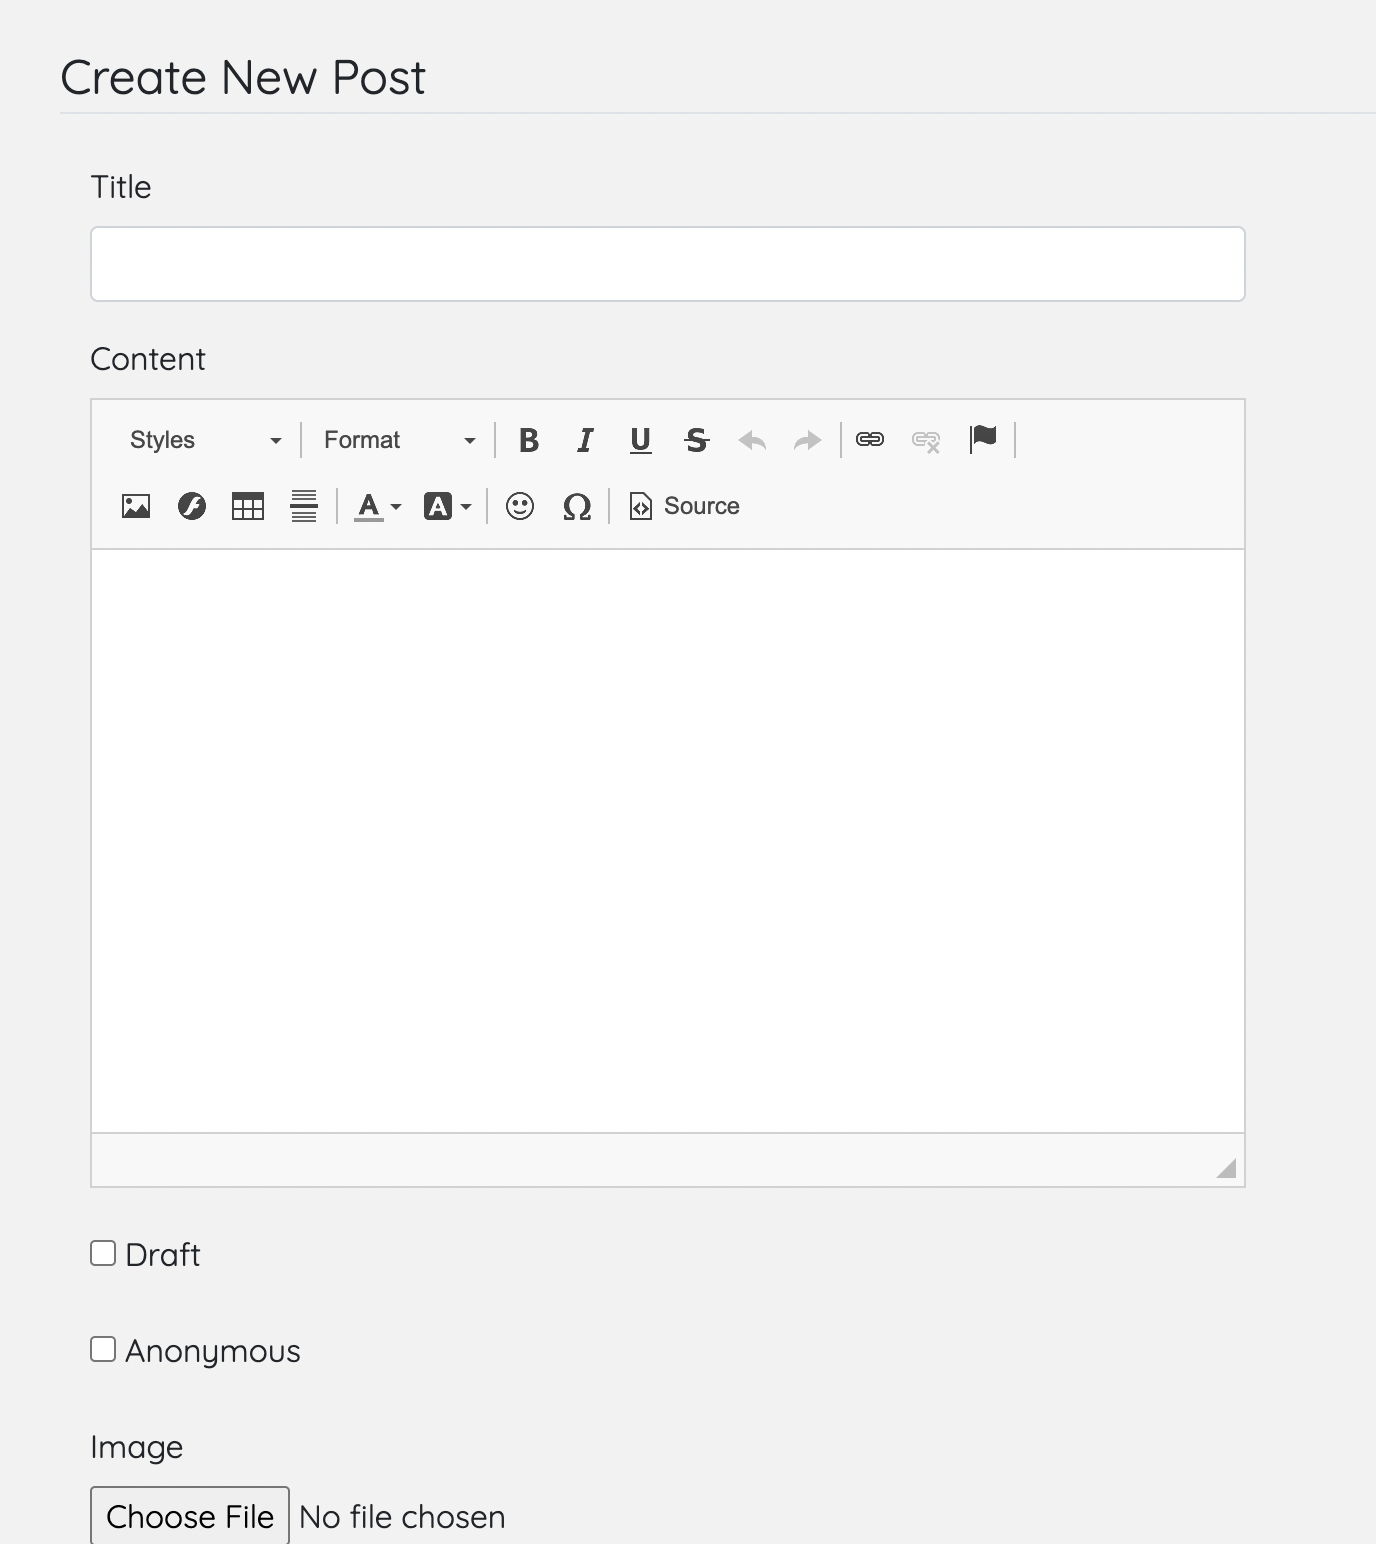 Create New Post
Title
Content
Styles Format B I U S
A A Ω Source
Draft
Anonymous
Image
Choose File No file chosen